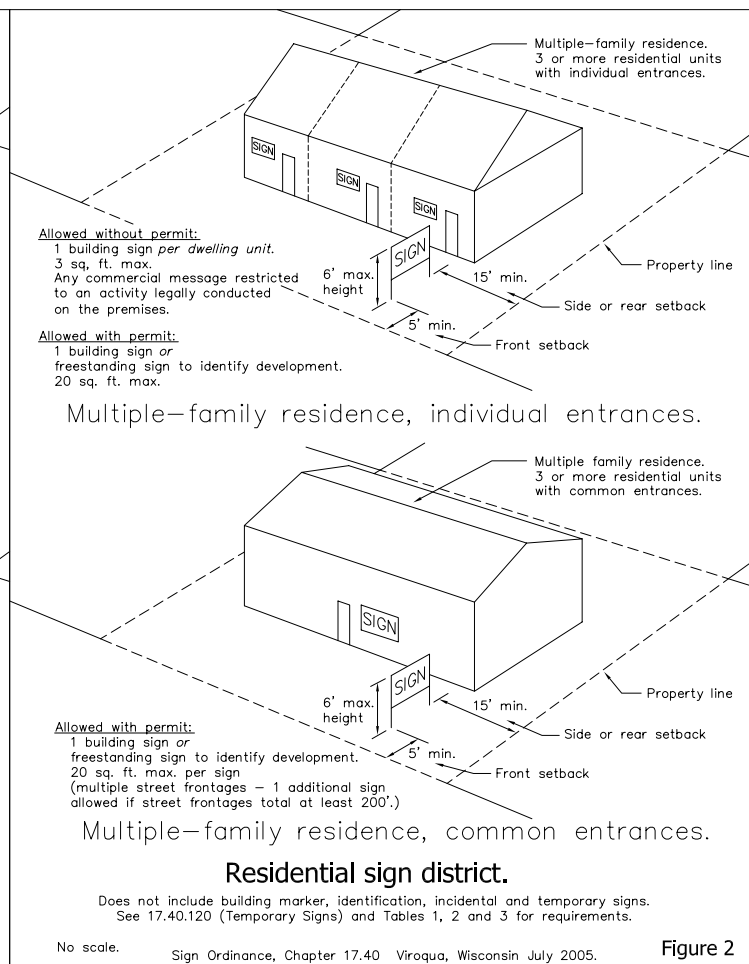 Multiple-family residence.
3 or more residential units
with individual entrances.
SIGN
SIGN
SIGN
SIGN
Allowed without permit:
1 building sign per dwelling unit.
3 sq, ft. max.
Any commercial message restricted
to an activity legally conducted
on the premises.
6' max.
height
15' min.
5' min.
Property line
Side or rear setback
Front setback
Allowed with permit:
1 building sign or
freestanding sign to identify development.
20 sq. ft. max.
Multiple-family residence, individual entrances.
Multiple family residence.
3 or more residential units
with common entrances.
SIGN
SIGN
6' max.
height
15' min.
5' min.
Property line
Side or rear setback
Front setback
Allowed with permit:
1 building sign or
freestanding sign to identify development.
20 sq. ft. max. per sign
(multiple street frontages - 1 additional sign
allowed if street frontages total at least 200'.)
Multiple-family residence, common entrances.
Residential sign district.
Does not include building marker, identification, incidental and temporary signs.
See 17.40.120 (Temporary Signs) and Tables 1, 2 and 3 for requirements.
No scale.
Sign Ordinance, Chapter 17.40 Viroqua, Wisconsin July 2005.
Figure 2